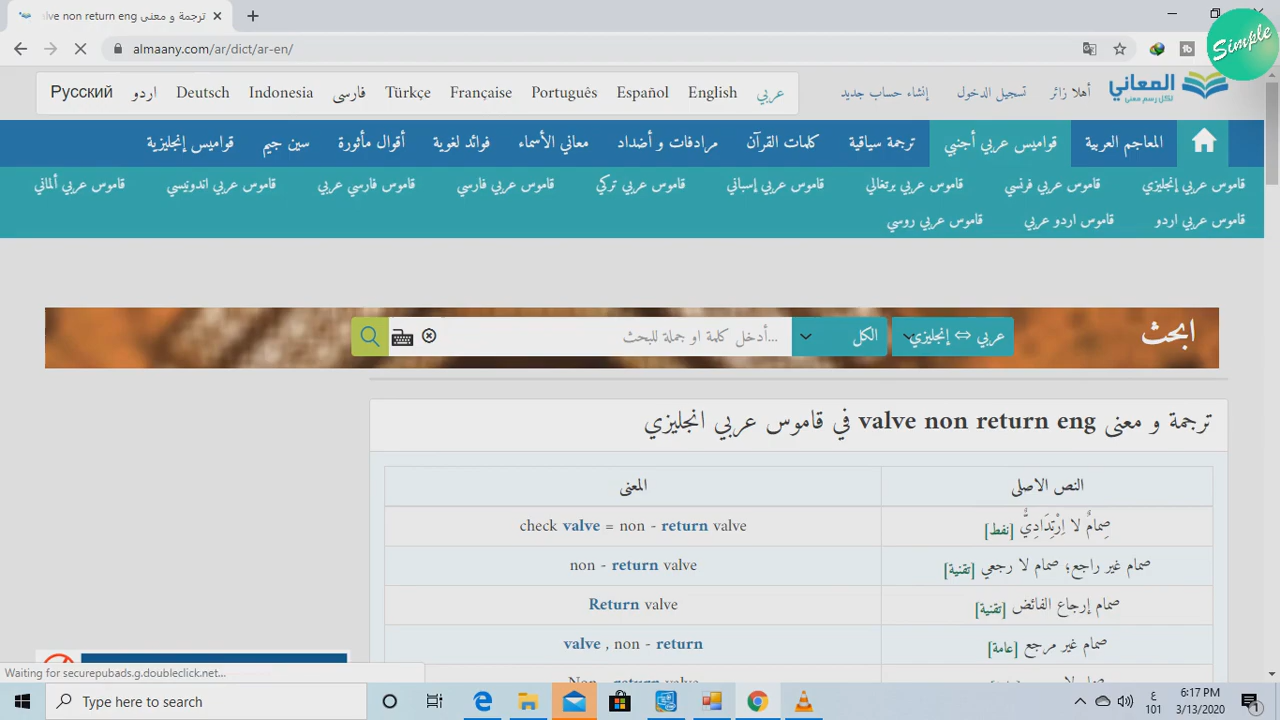 ترجمة و معنى valve non return eng
almaany.com/ar/dict/ar-en/
Simple
المعاني
لكل رسم معنى
أهلا زائر تسجيل الدخول إنشاء حساب جديد
عربي English Español Português Française Türkçe فارسی Indonesia Deutsch اردو Русский
المعاجم العربية قواميس عربي أجنبي ترجمة سياقية كلمات القرآن مرادفات و أضداد معاني الأسماء فوائد لغوية أقوال مأثورة سين جيم قواميس إنجليزية
قاموس عربي إنجليزي قاموس عربي فرنسي قاموس عربي برتغالي قاموس عربي إسباني قاموس عربي تركي قاموس عربي فارسي قاموس فارسي عربي قاموس عربي اندونيسي قاموس عربي ألماني
قاموس عربي اردو قاموس اردو عربي قاموس عربي روسي
ابحث عربي ⇔ إنجليزي الكل أدخل كلمة او جملة للبحث...
ترجمة و معنى valve non return eng في قاموس عربي انجليزي
النص الاصلى المعنى
صِمامٌ لا اِرْتِدَادِيٌّ [نفط] check valve = non - return valve
صمام غير راجع؛ صمام لا رجعي [تقنية] non - return valve
صمام إرجاع الفائض [تقنية] Return valve
صمام غير مرجع [عامة] valve , non - return
Waiting for securepubads.g.doubleclick.net...
Type here to search
ع
101
6:17 PM
3/13/2020
1